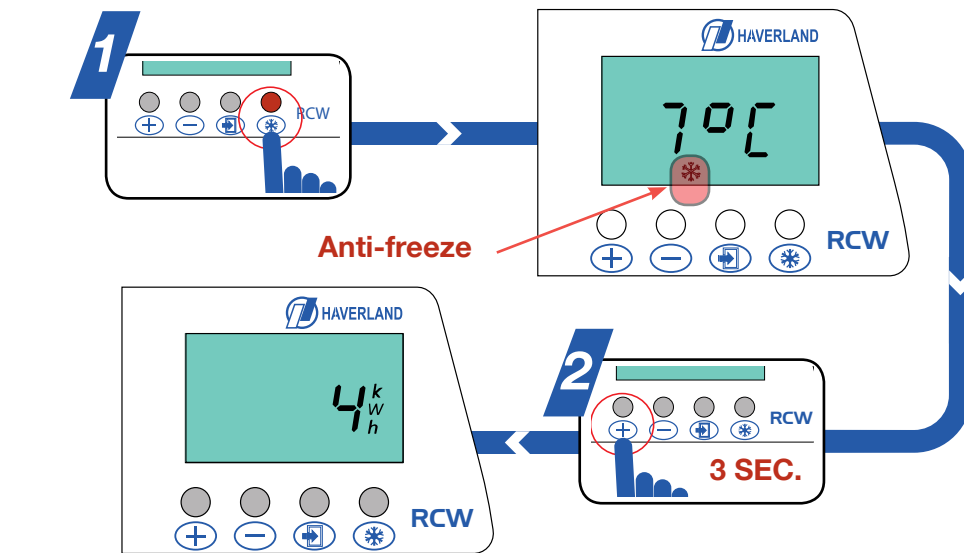 1
RCW
HAVERLAND
7°C
Anti-freeze
RCW
HAVERLAND
4 kWh
RCW
2
RCW
3 SEC.